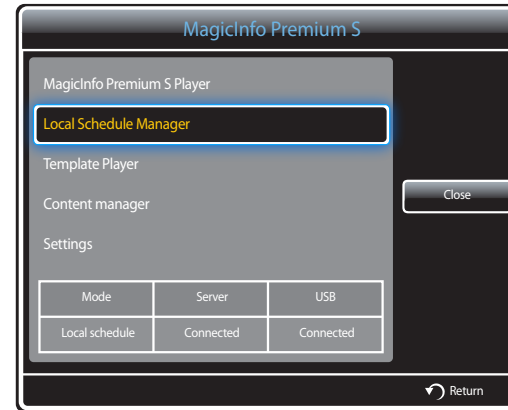 MagicInfo Premium S
MagicInfo Premium S Player
Local Schedule Manager
Template Player
Content manager
Settings
Close
Mode Server USB
Local schedule Connected Connected
Return